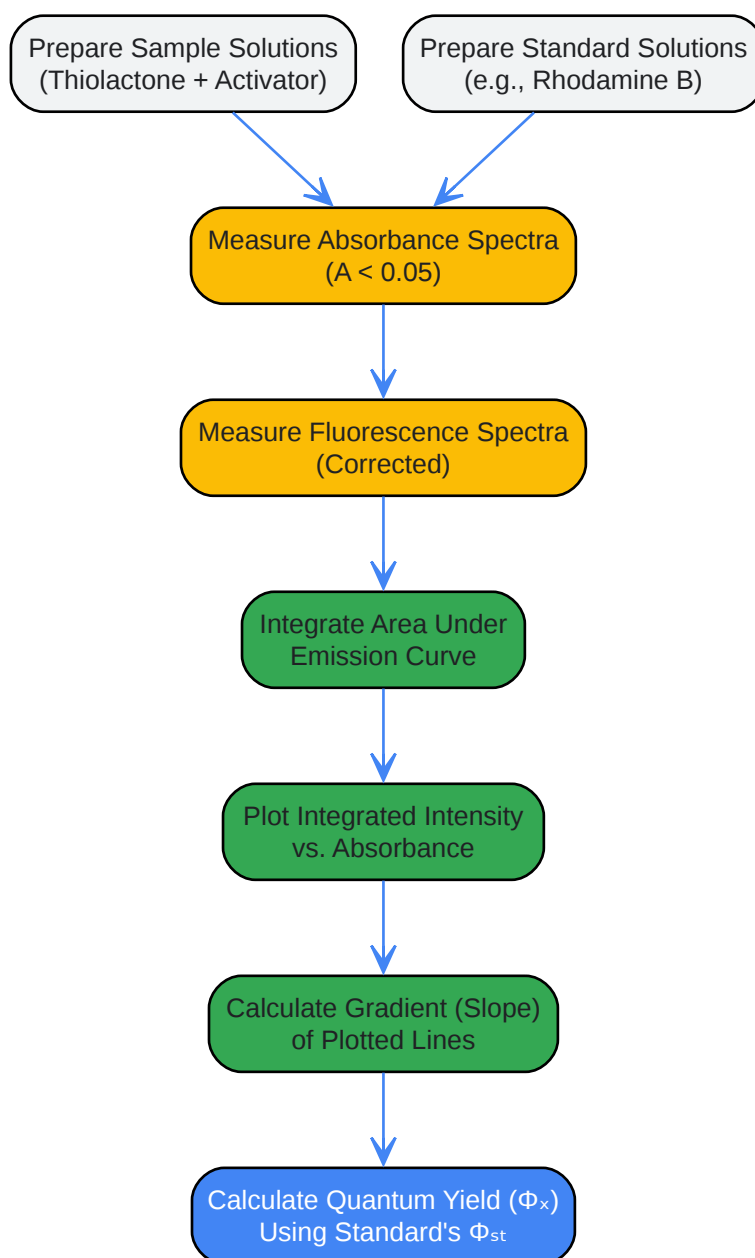 Prepare Sample Solutions
(Thiolactone + Activator)
Prepare Standard Solutions
(e.g., Rhodamine B)
Measure Absorbance Spectra
(A < 0.05)
Measure Fluorescence Spectra
(Corrected)
Integrate Area Under
Emission Curve
Plot Integrated Intensity
vs. Absorbance
Calculate Gradient (Slope)
of Plotted Lines
Calculate Quantum Yield (Φₓ)
Using Standard's Φₛₜ